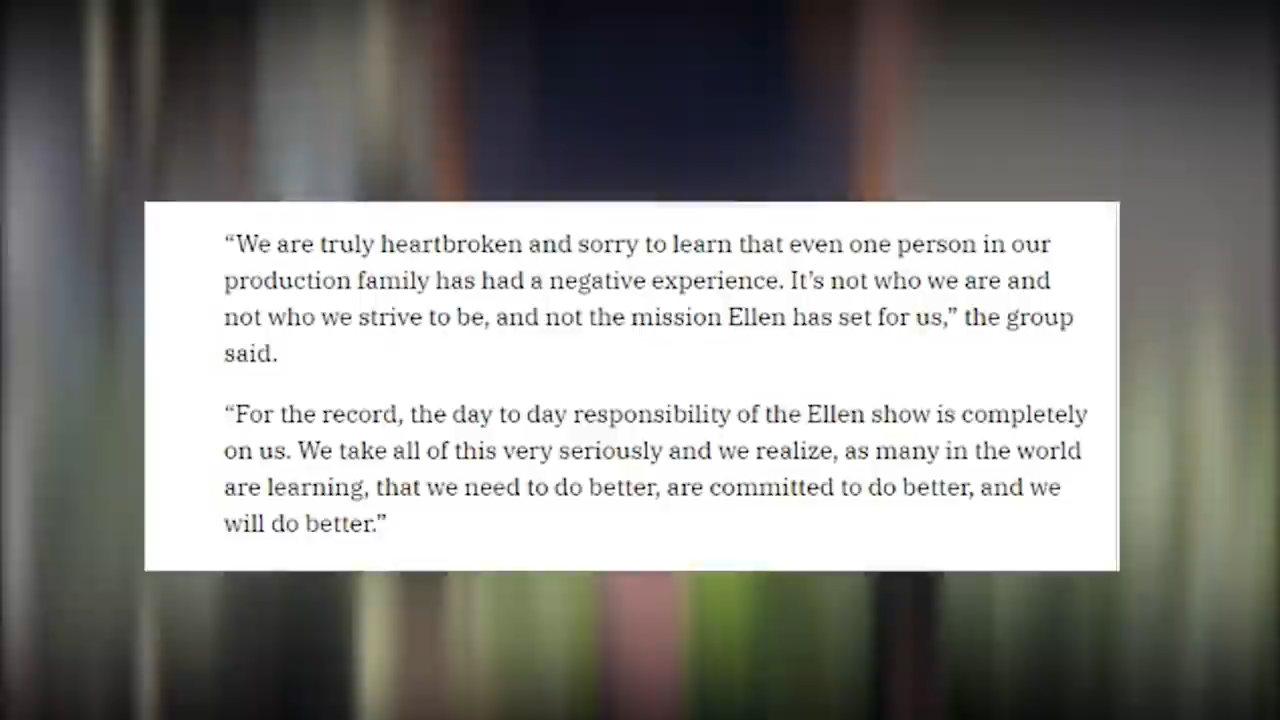 “We are truly heartbroken and sorry to learn that even one person in our
production family has had a negative experience. It’s not who we are and
not who we strive to be, and not the mission Ellen has set for us,” the group
said.
“For the record, the day to day responsibility of the Ellen show is completely
on us. We take all of this very seriously and we realize, as many in the world
are learning, that we need to do better, are committed to do better, and we
will do better.”